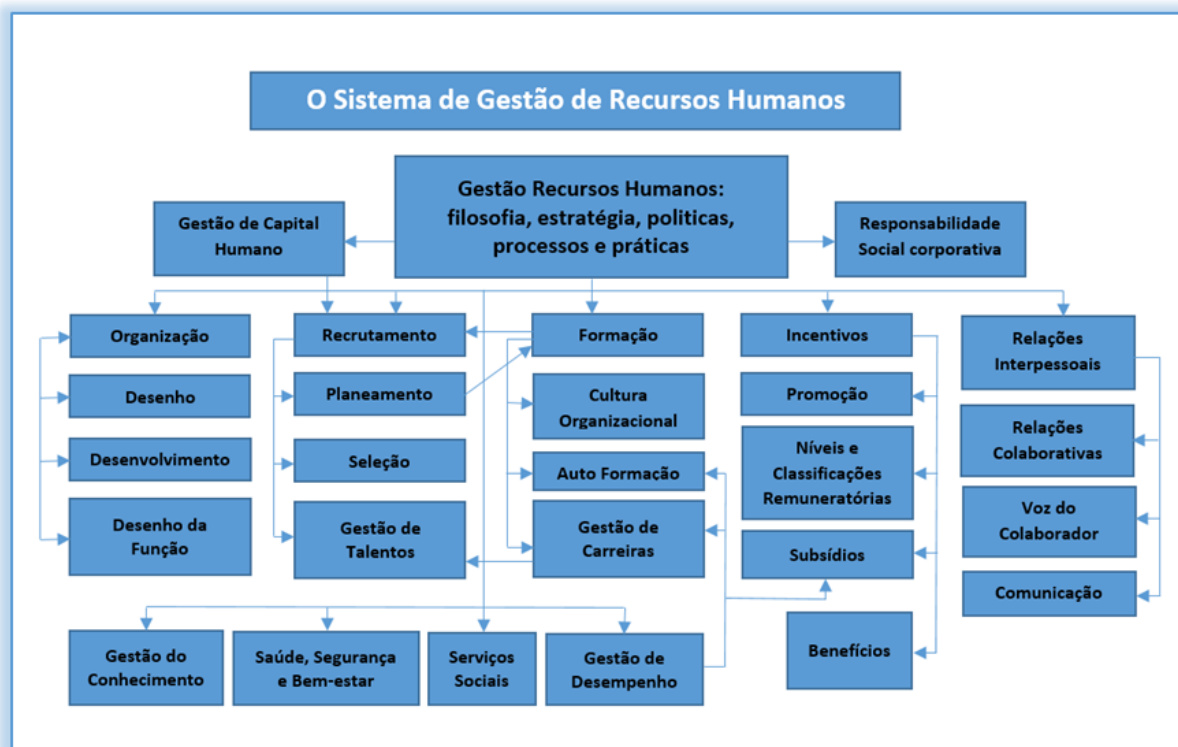 O Sistema de Gestão de Recursos Humanos
Gestão Recursos Humanos:
filosofia, estratégia, politicas,
processos e práticas
Gestão de Capital
Humano
Responsabilidade
Social corporativa
Organização
Recrutamento
Formação
Incentivos
Relações
Interpessoais
Desenho
Planeamento
Cultura
Organizacional
Promoção
Relações
Colaborativas
Desenvolvimento
Seleção
Auto Formação
Níveis e
Classificações
Remuneratórias
Voz do
Colaborador
Desenho da
Função
Gestão de
Talentos
Gestão de
Carreiras
Subsídios
Comunicação
Gestão do
Conhecimento
Saúde, Segurança
e Bem-estar
Serviços
Sociais
Gestão de
Desempenho
Benefícios